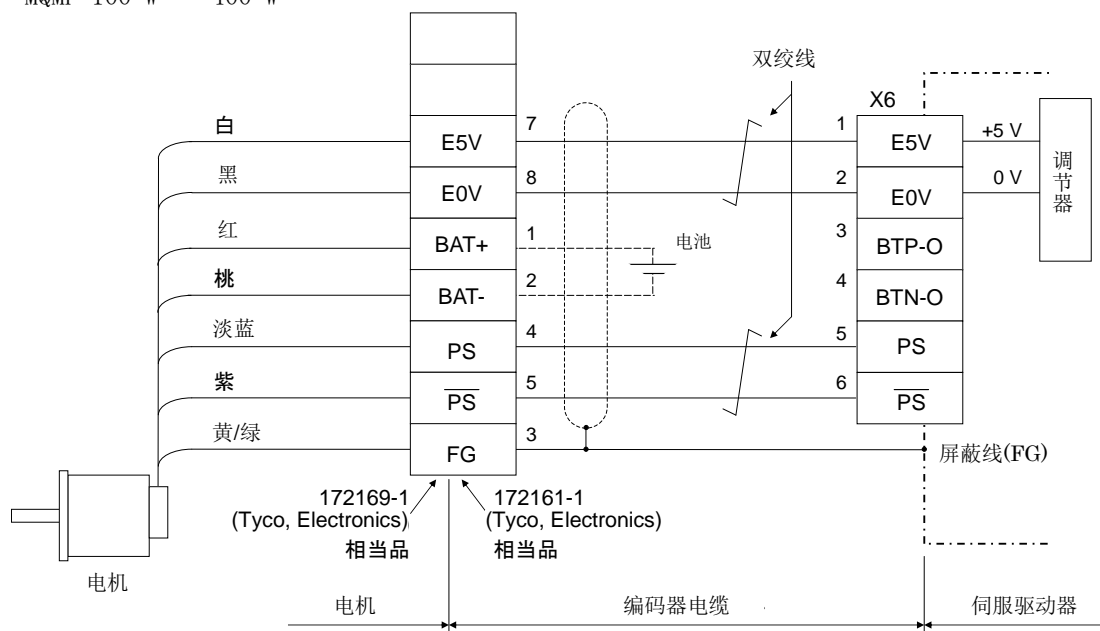 双绞线
X6
白
E5V
7
1
E5V
+5 V
黑
E0V
8
2
E0V
0 V
调节器
红
BAT+
1
电池
3
BTP-O
桃
BAT-
2
4
BTN-O
淡蓝
PS
4
5
PS
紫
PS
5
6
PS
黄/绿
FG
3
屏蔽线(FG)
172169-1
(Tyco, Electronics)
相当品
172161-1
(Tyco, Electronics)
相当品
电机
电机
编码器电缆
伺服驱动器